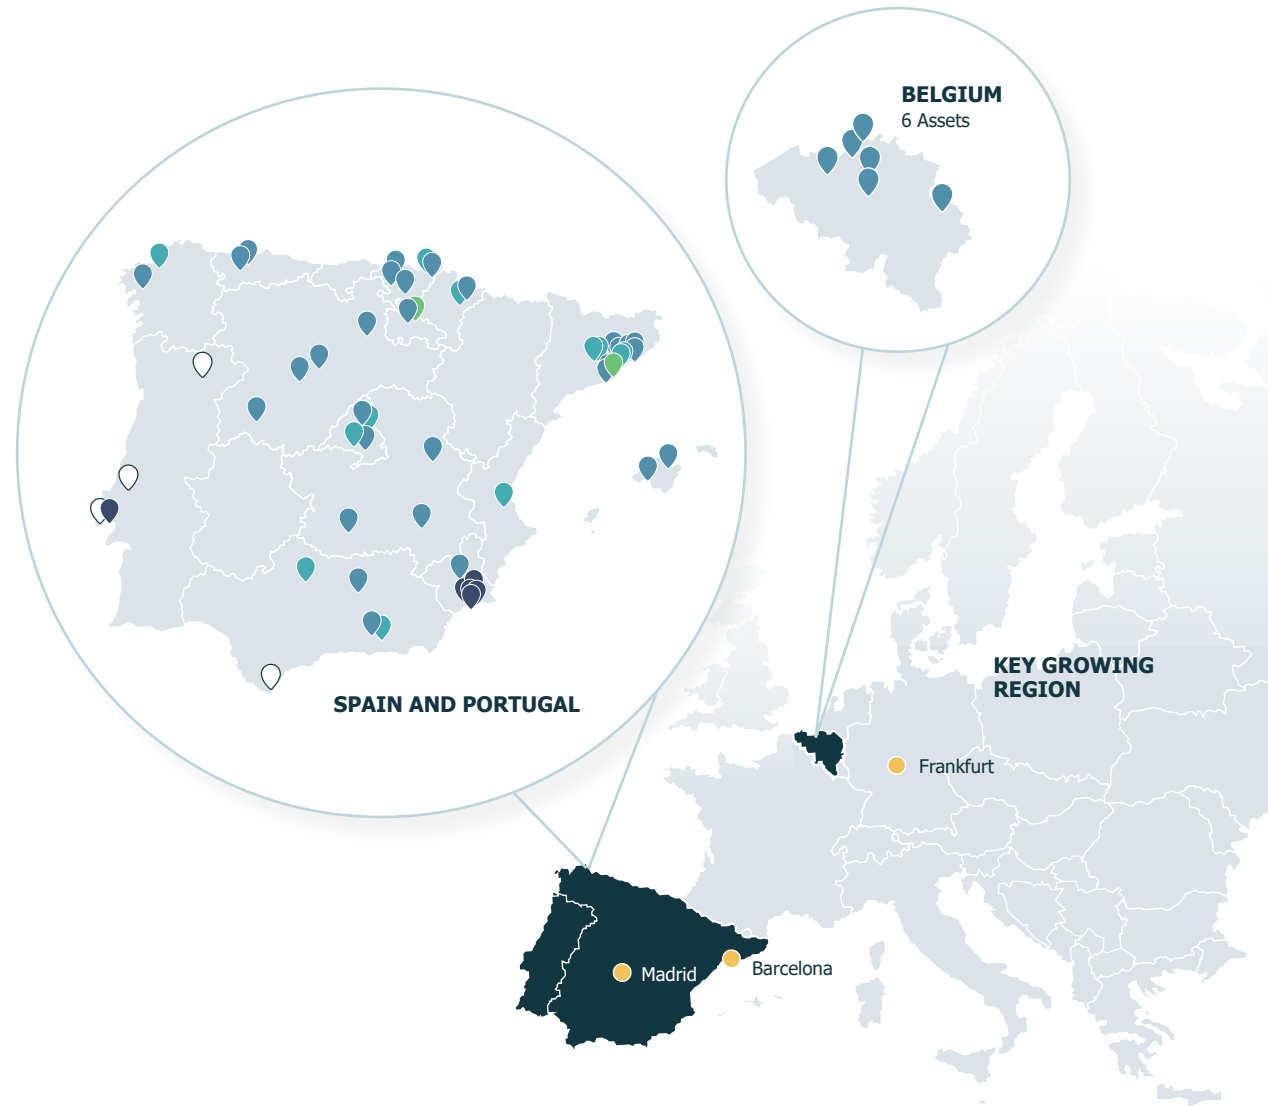 BELGIUM
6 Assets
SPAIN AND PORTUGAL
KEY GROWING
REGION
Frankfurt
Madrid
Barcelona